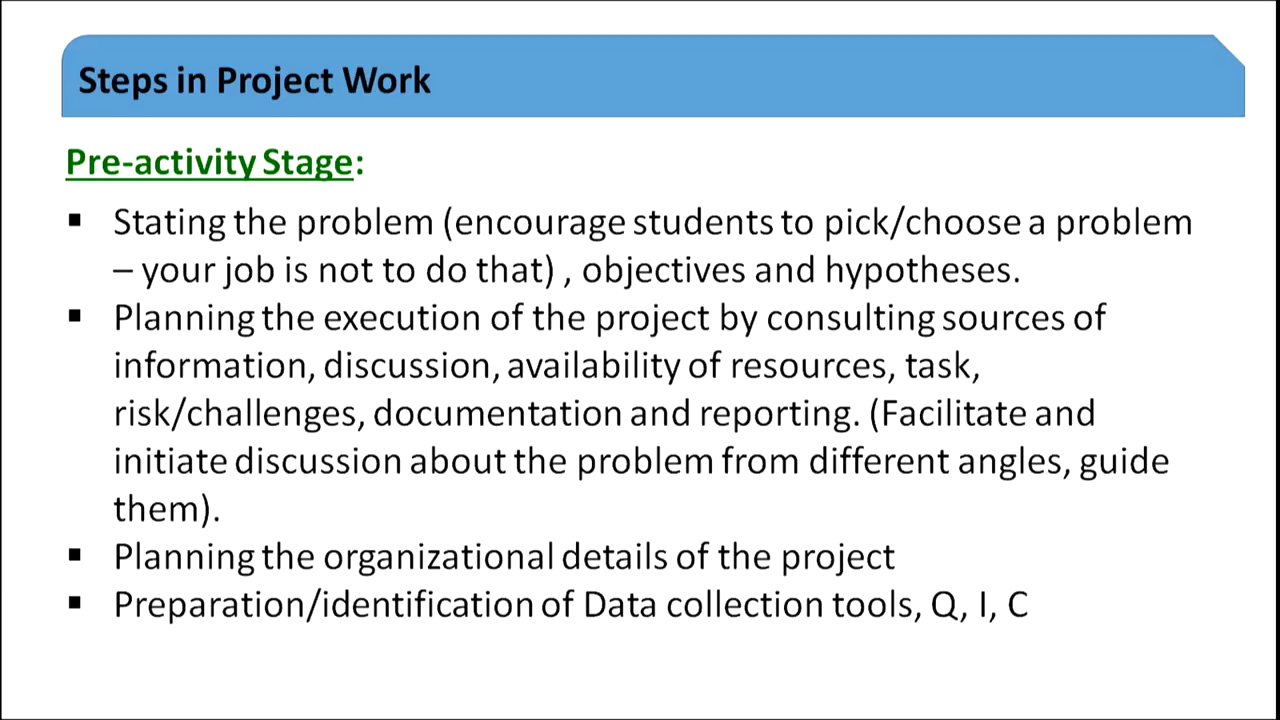 Steps in Project Work
Pre-activity Stage:
▪ Stating the problem (encourage students to pick/choose a problem
– your job is not to do that) , objectives and hypotheses.
▪ Planning the execution of the project by consulting sources of
information, discussion, availability of resources, task,
risk/challenges, documentation and reporting. (Facilitate and
initiate discussion about the problem from different angles, guide
them).
▪ Planning the organizational details of the project
▪ Preparation/identification of Data collection tools, Q, I, C